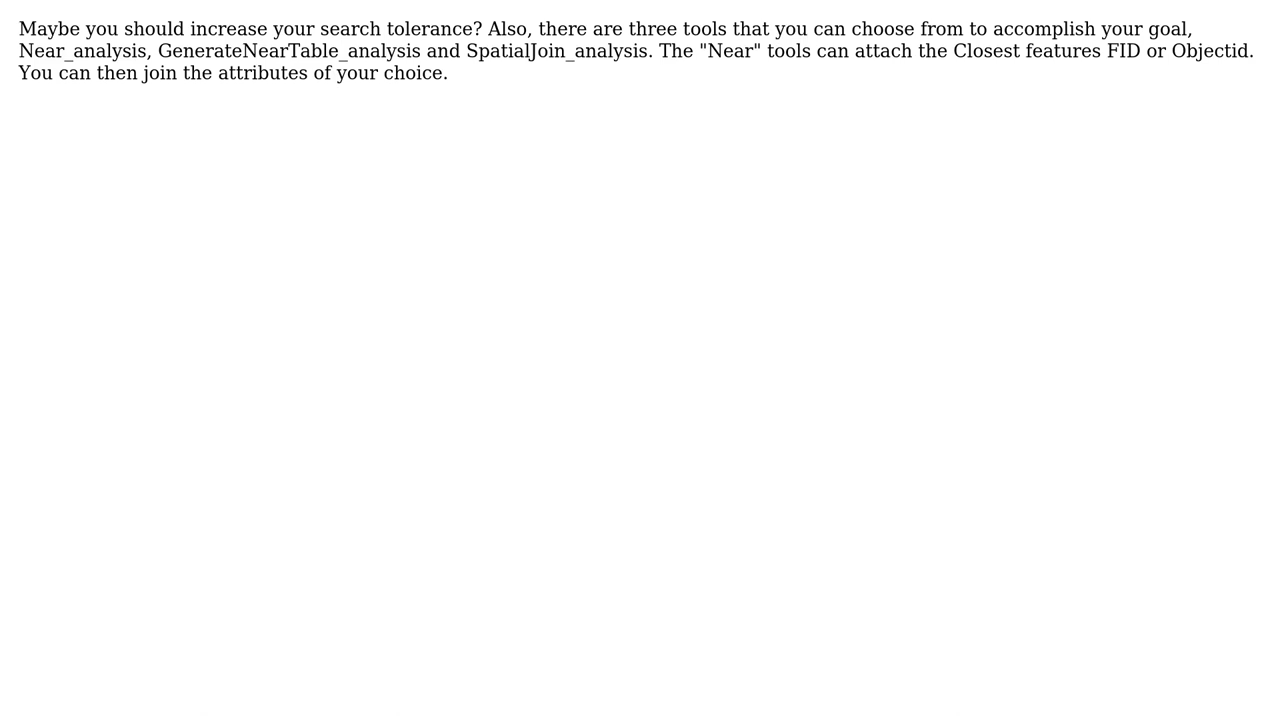 Maybe you should increase your search tolerance? Also, there are three tools that you can choose from to accomplish your goal,
Near_analysis, GenerateNearTable_analysis and SpatialJoin_analysis. The "Near" tools can attach the Closest features FID or Objectid.
You can then join the attributes of your choice.